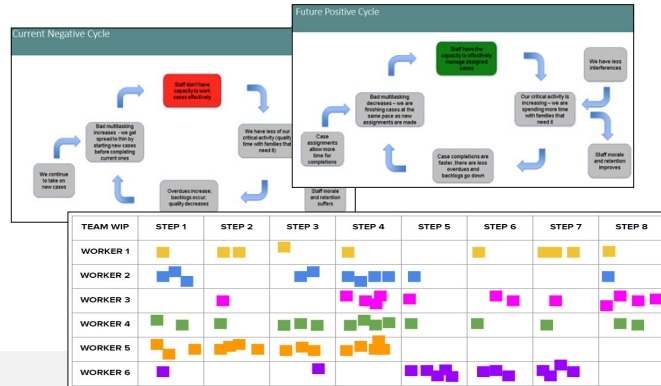 Current Negative Cycle
Staff don't have
capacity to work
cases effectively
Bad multitasking
increases – we get
spread to thin by
starting new cases
before completing
current ones
We have less of our
critical activity (quality
time with families that
need it)
We continue
to take on
new cases
Overdues increase;
backlogs occur;
quality decreases
Staff morale
and retention
suffers
Future Positive Cycle
Staff have the
capacity to effectively
manage assigned
cases
We have less
interferences
Bad multitasking
decreases – we are
finishing cases at the
same pace as new
assignments are made
Our critical activity is
increasing – we are
spending more time
with families that
need it
Case
assignments
allow more
time for
completions
Case completions are
faster, there are less
overdues and
backlogs go down
Staff morale
and retention
improves
TEAM WIP STEP 1 STEP 2 STEP 3 STEP 4 STEP 5 STEP 6 STEP 7 STEP 8
WORKER 1
WORKER 2
WORKER 3
WORKER 4
WORKER 5
WORKER 6